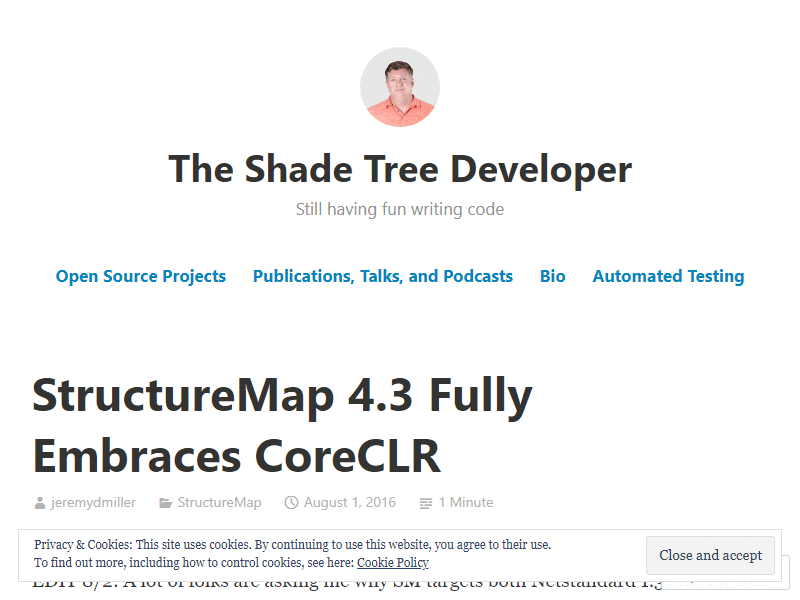 The Shade Tree Developer
Still having fun writing code
Open Source Projects Publications, Talks, and Podcasts Bio Automated Testing
StructureMap 4.3 Fully
Embraces CoreCLR
jeremydmiller StructureMap August 1, 2016 1 Minute
Privacy & Cookies: This site uses cookies. By continuing to use this website, you agree to their use.
To find out more, including how to control cookies, see here: Cookie Policy
Close and accept
EDIT 8/2: A lot of folks are asking me why SM targets both Netstandard 1.3